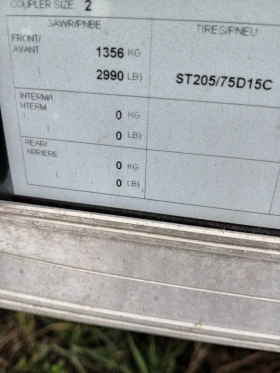 COUPLER SIZE 2
GAWR/PNBE TIRES/PNEU
FRONT/
AVANT 1356 KG
( 2990 LB) ST205/75D15C
INTERM/I
NTERM 0 KG
( 0 LB)
REAR/
ARRIERE 0 KG
( 0 LB)